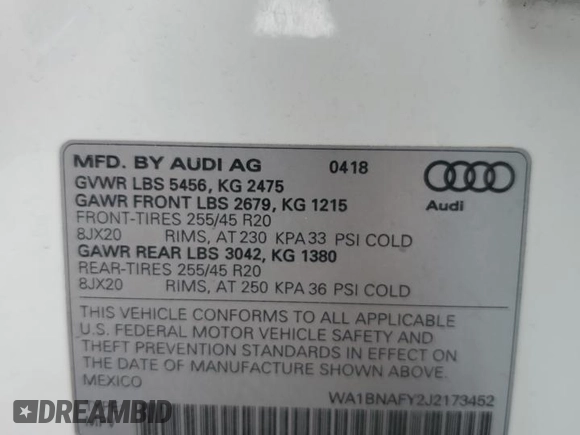 MFD. BY AUDI AG 0418
GVWR LBS 5456, KG 2475
GAWR FRONT LBS 2679, KG 1215
FRONT-TIRES 255/45 R20
8JX20 RIMS, AT 230 KPA 33 PSI COLD
GAWR REAR LBS 3042, KG 1380
REAR-TIRES 255/45 R20
8JX20 RIMS, AT 250 KPA 36 PSI COLD
Audi
THIS VEHICLE CONFORMS TO ALL APPLICABLE
U.S. FEDERAL MOTOR VEHICLE SAFETY AND
THEFT PREVENTION STANDARDS IN EFFECT ON
THE DATE OF MANUFACTURE SHOWN ABOVE.
MEXICO
WA1BNAFY2J2173452
DREAMBID